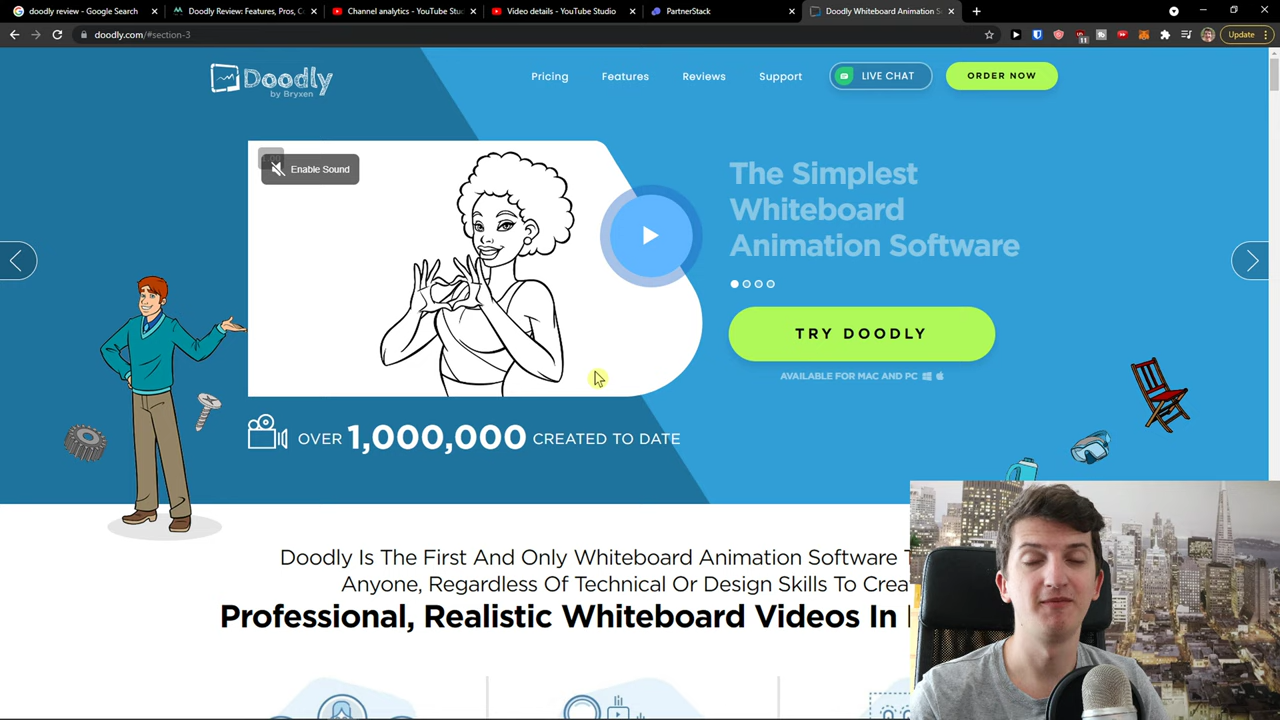 doodly review - Google Search
Doodly Review: Features, Pros, C
Channel analytics - YouTube Stu
Video details - YouTube Studio
PartnerStack
Doodly Whiteboard Animation S
doodly.com/#section-3
11
Update
Doodly
by Bryxen
Pricing
Features
Reviews
Support
LIVE CHAT
ORDER NOW
Enable Sound
The Simplest
Whiteboard
Animation Software
TRY DOODLY
AVAILABLE FOR MAC AND PC
OVER 1,000,000 CREATED TO DATE
Doodly Is The First And Only Whiteboard Animation Software T
Anyone, Regardless Of Technical Or Design Skills To Crea
Professional, Realistic Whiteboard Videos In